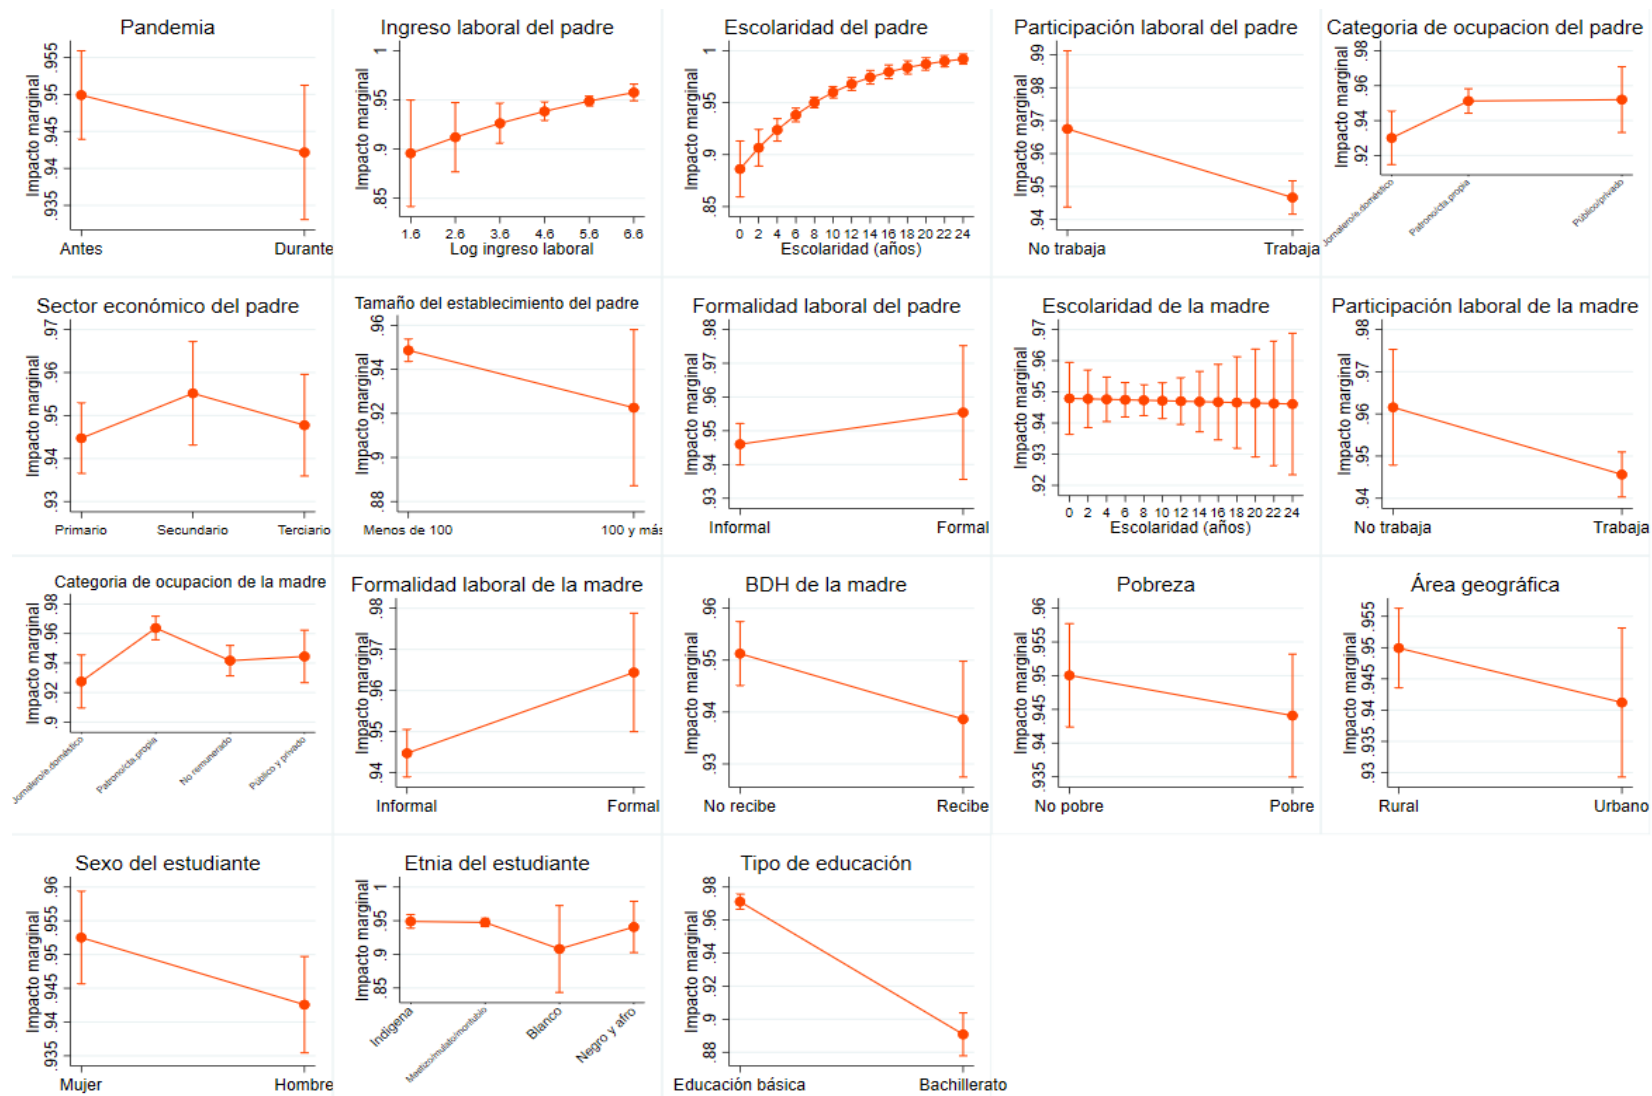 Pandemia
Impacto marginal
.955
.95
.945
.94
.935
Antes
Durante
Ingreso laboral del padre
Impacto marginal
1
.95
.9
.85
1.6 2.6 3.6 4.6 5.6 6.6
Log ingreso laboral
Escolaridad del padre
Impacto marginal
1
.95
.9
.85
0 2 4 6 8 10 12 14 16 18 20 22 24
Escolaridad (años)
Participación laboral del padre
Impacto marginal
.99
.98
.97
.96
.95
.94
No trabaja
Trabaja
Categoria de ocupacion del padre
Impacto marginal
.98
.96
.94
.92
Jornalero/e.doméstico
Patrono/cta.propia
Público/privado
Sector económico del padre
Impacto marginal
.97
.96
.95
.94
.93
Primario
Secundario
Terciario
Tamaño del establecimiento del padre
Impacto marginal
.96
.94
.92
.9
.88
Menos de 100
100 y más
Formalidad laboral del padre
Impacto marginal
.98
.97
.96
.95
.94
.93
Informal
Formal
Escolaridad de la madre
Impacto marginal
.97
.96
.95
.94
.93
.92
0 2 4 6 8 10 12 14 16 18 20 22 24
Escolaridad (años)
Participación laboral de la madre
Impacto marginal
.98
.97
.96
.95
.94
No trabaja
Trabaja
Categoria de ocupacion de la madre
Impacto marginal
.98
.96
.94
.92
.9
Jornalero/e.doméstico
Patrono/cta.propia
No remunerado
Público y privado
Formalidad laboral de la madre
Impacto marginal
.98
.97
.96
.95
.94
Informal
Formal
BDH de la madre
Impacto marginal
.96
.95
.94
.93
No recibe
Recibe
Pobreza
Impacto marginal
.96
.955
.95
.945
.94
.935
No pobre
Pobre
Área geográfica
Impacto marginal
.955
.95
.945
.94
.935
.93
Rural
Urbano
Sexo del estudiante
Impacto marginal
.96
.955
.95
.945
.94
.935
Mujer
Hombre
Etnia del estudiante
Impacto marginal
1
.95
.9
.85
Indigena
Mestizo/mulato/montubio
Blanco
Negro y afro
Tipo de educación
Impacto marginal
.98
.96
.94
.92
.9
.88
Educación básica
Bachillerato